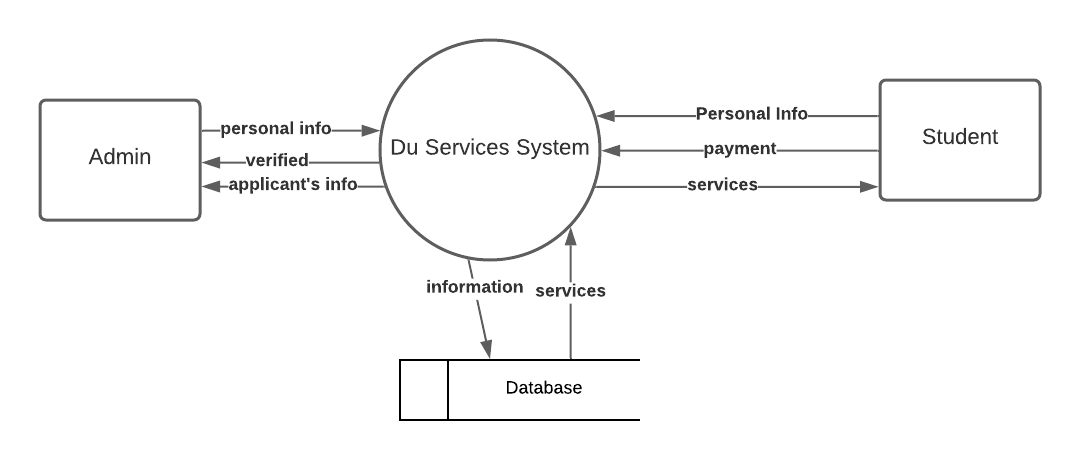 Admin
personal info
verified
applicant's info
Du Services System
Personal Info
payment
services
Student
information
services
Database